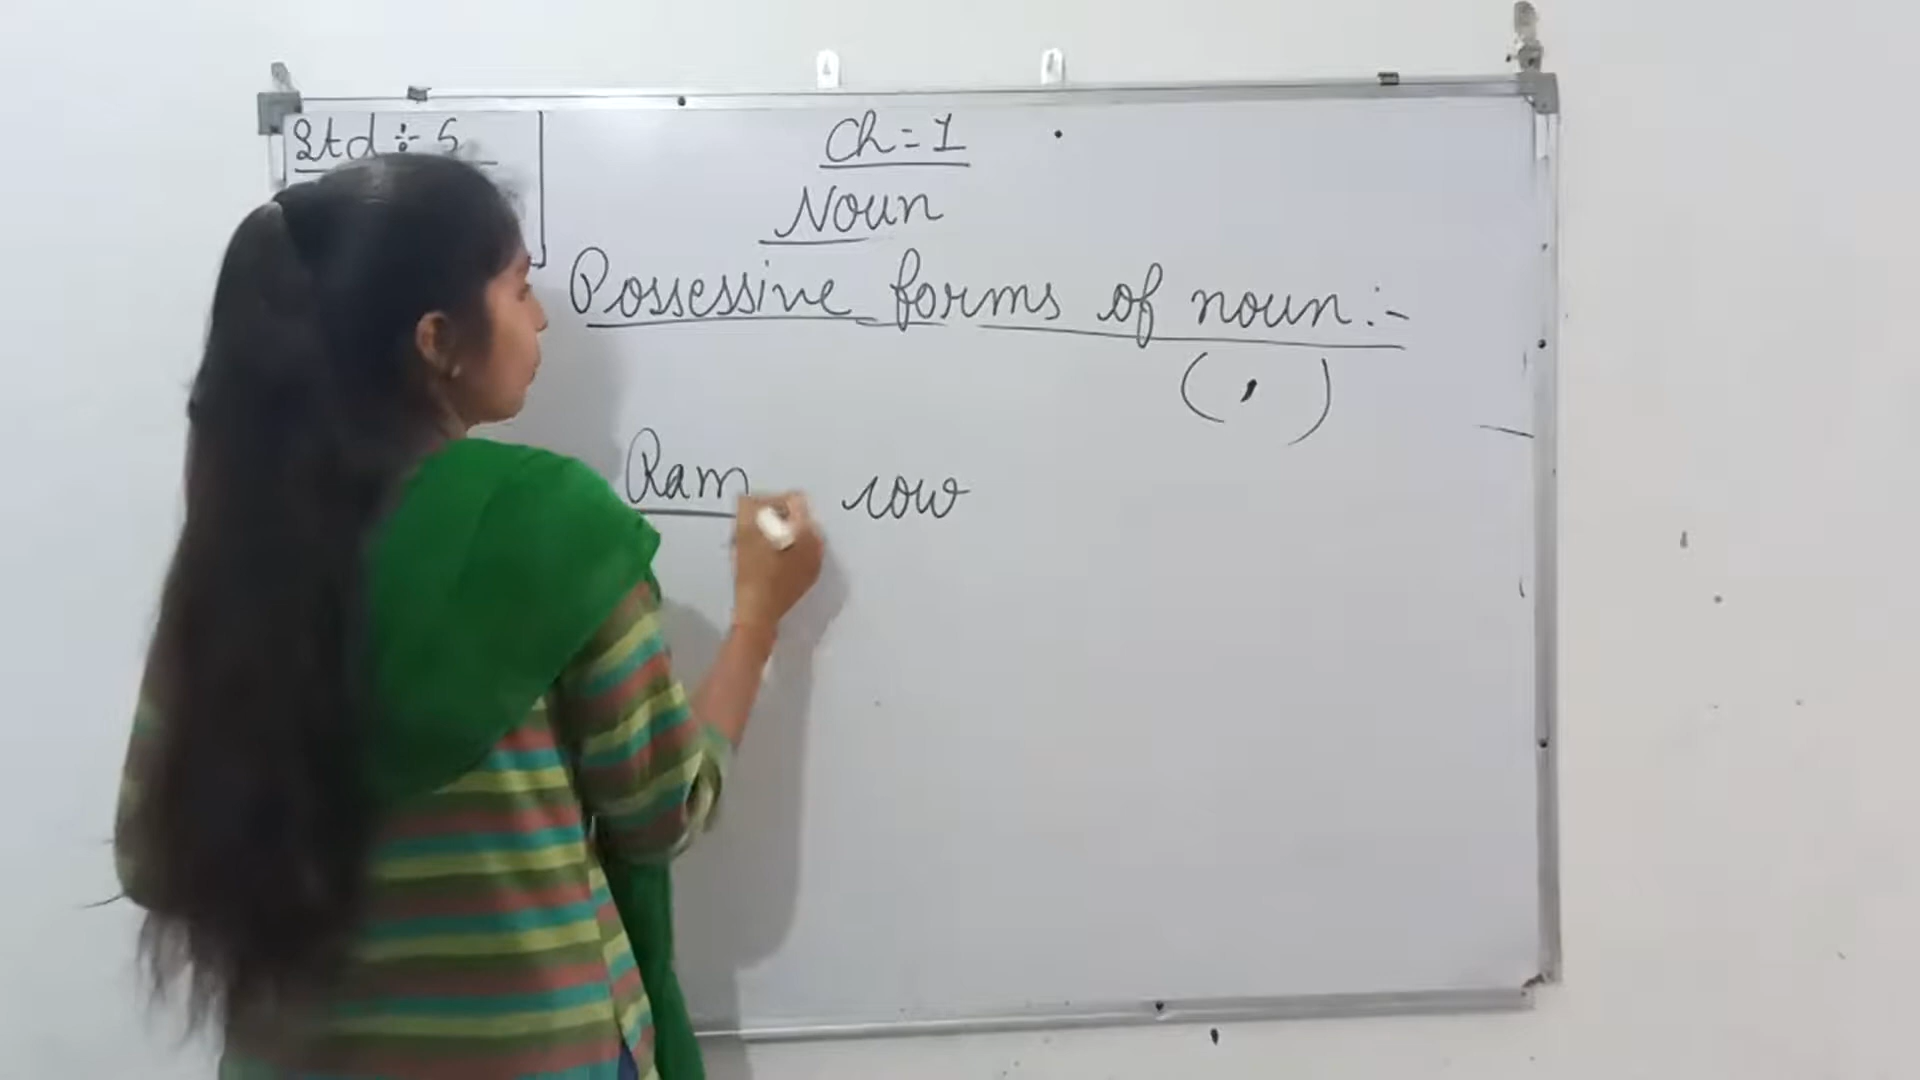 Std :- 5
Ch = 1
Noun
Possessive forms of noun :-
( ' )
Ram cow